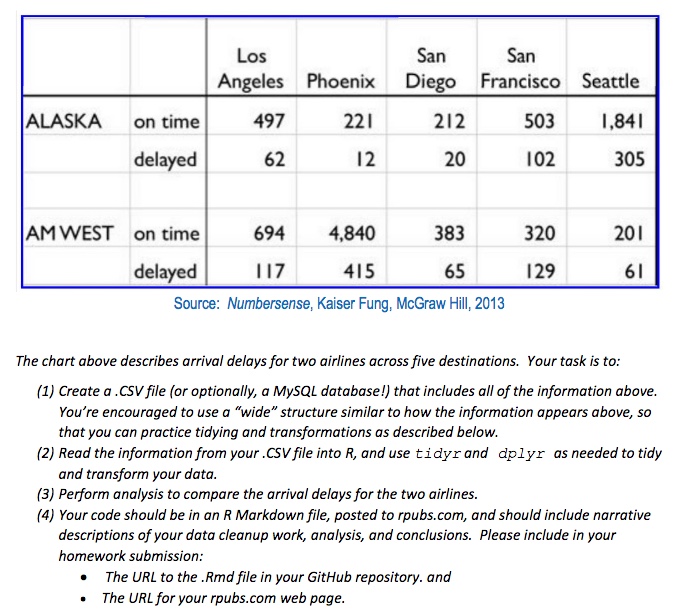 Los San San
Angeles Phoenix Diego Francisco Seattle
ALASKA on time 497 221 212 503 1,841
delayed 62 12 20 102 305
AM WEST on time 694 4,840 383 320 201
delayed 117 415 65 129 61
Source: Numbersense, Kaiser Fung, McGraw Hill, 2013
The chart above describes arrival delays for two airlines across five destinations. Your task is to:
(1) Create a .CSV file (or optionally, a MySQL database!) that includes all of the information above.
You're encouraged to use a "wide" structure similar to how the information appears above, so
that you can practice tidying and transformations as described below.
(2) Read the information from your .CSV file into R, and use tidyr and dplyr as needed to tidy
and transform your data.
(3) Perform analysis to compare the arrival delays for the two airlines.
(4) Your code should be in an R Markdown file, posted to rpubs.com, and should include narrative
descriptions of your data cleanup work, analysis, and conclusions. Please include in your
homework submission:
• The URL to the .Rmd file in your GitHub repository. and
• The URL for your rpubs.com web page.